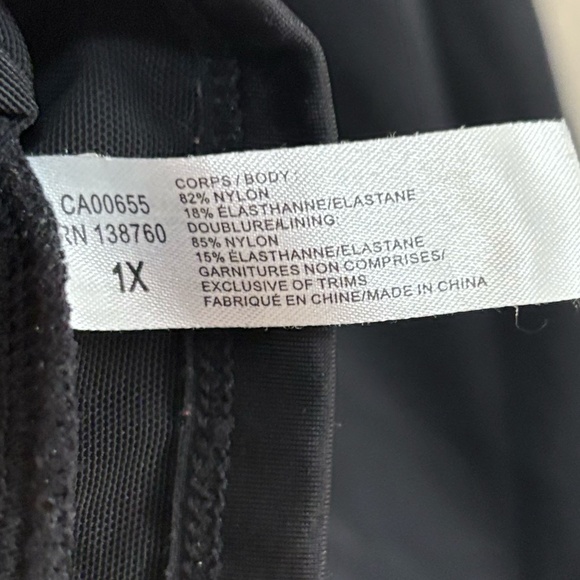 CA00655
RN 138760
1X
CORPS/BODY:
82% NYLON
18% ÉLASTHANNE/ELASTANE
DOUBLURE/LINING:
85% NYLON
15% ÉLASTHANNE/ELASTANE
GARNITURES NON COMPRISES/
EXCLUSIVE OF TRIMS
FABRIQUÉ EN CHINE/MADE IN CHINA